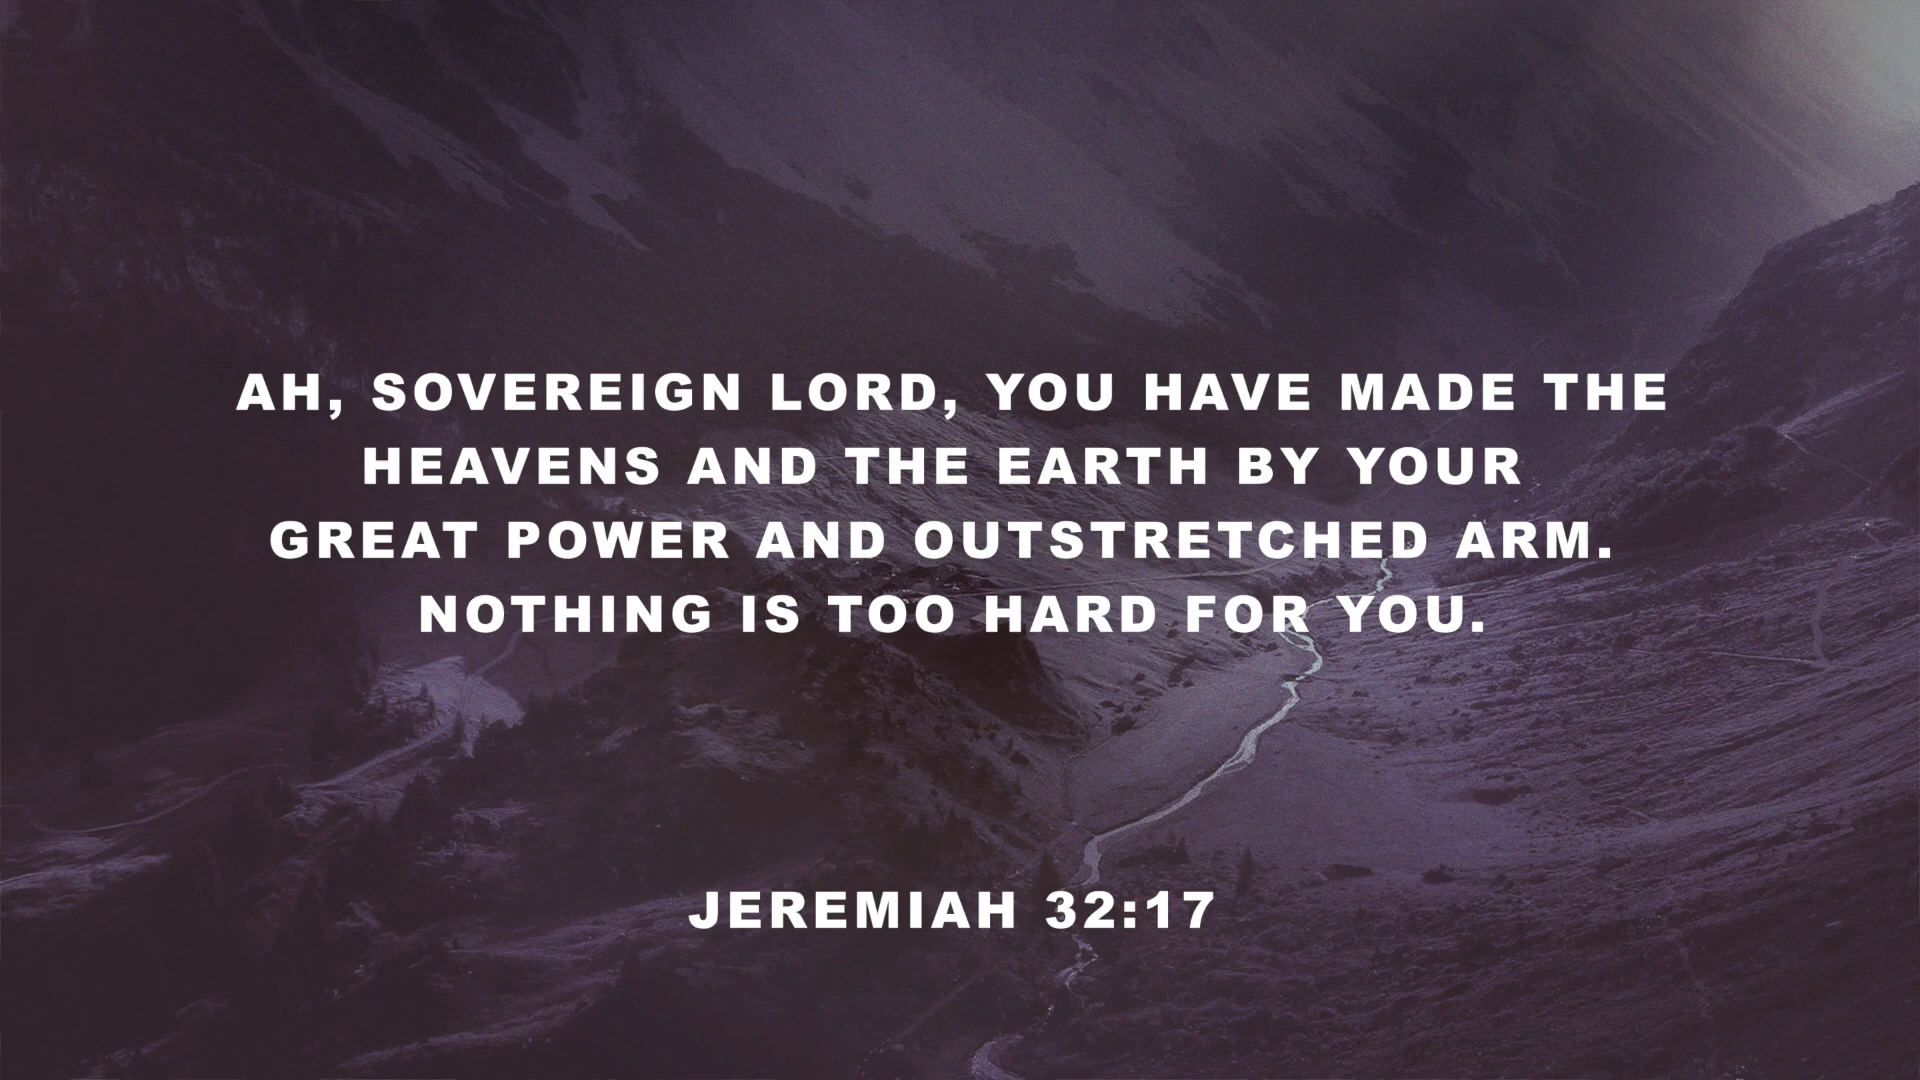 AH, SOVEREIGN LORD, YOU HAVE MADE THE
HEAVENS AND THE EARTH BY YOUR
GREAT POWER AND OUTSTRETCHED ARM.
NOTHING IS TOO HARD FOR YOU.
JEREMIAH 32:17